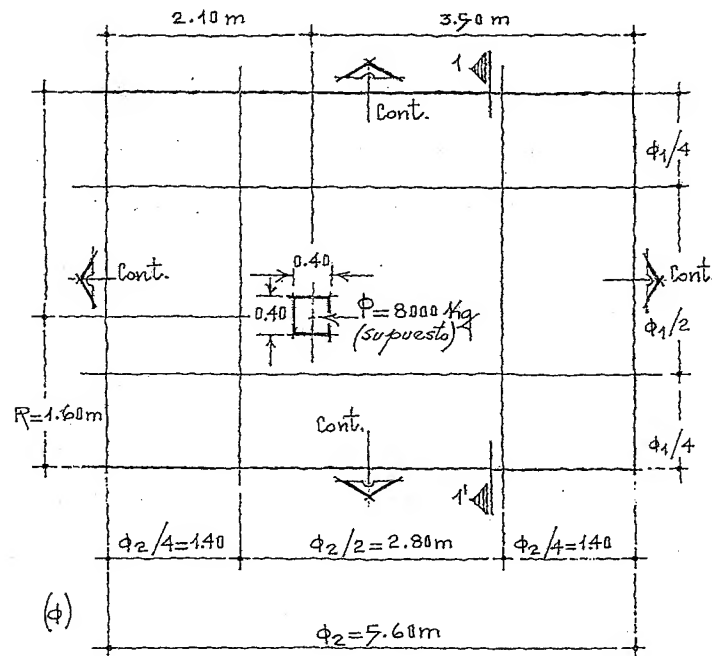 2.10 m
3.50 m
1
Cont.
ϕ1/4
Cont.
0.40
Cont.
0.40
P=8000 Kg
(supuesto)
ϕ1/2
R=1.60m
Cont.
ϕ1/4
1'
ϕ2/4=1.40
ϕ2/2=2.80m
ϕ2/4=1.40
(ϕ)
ϕ2=5.60m